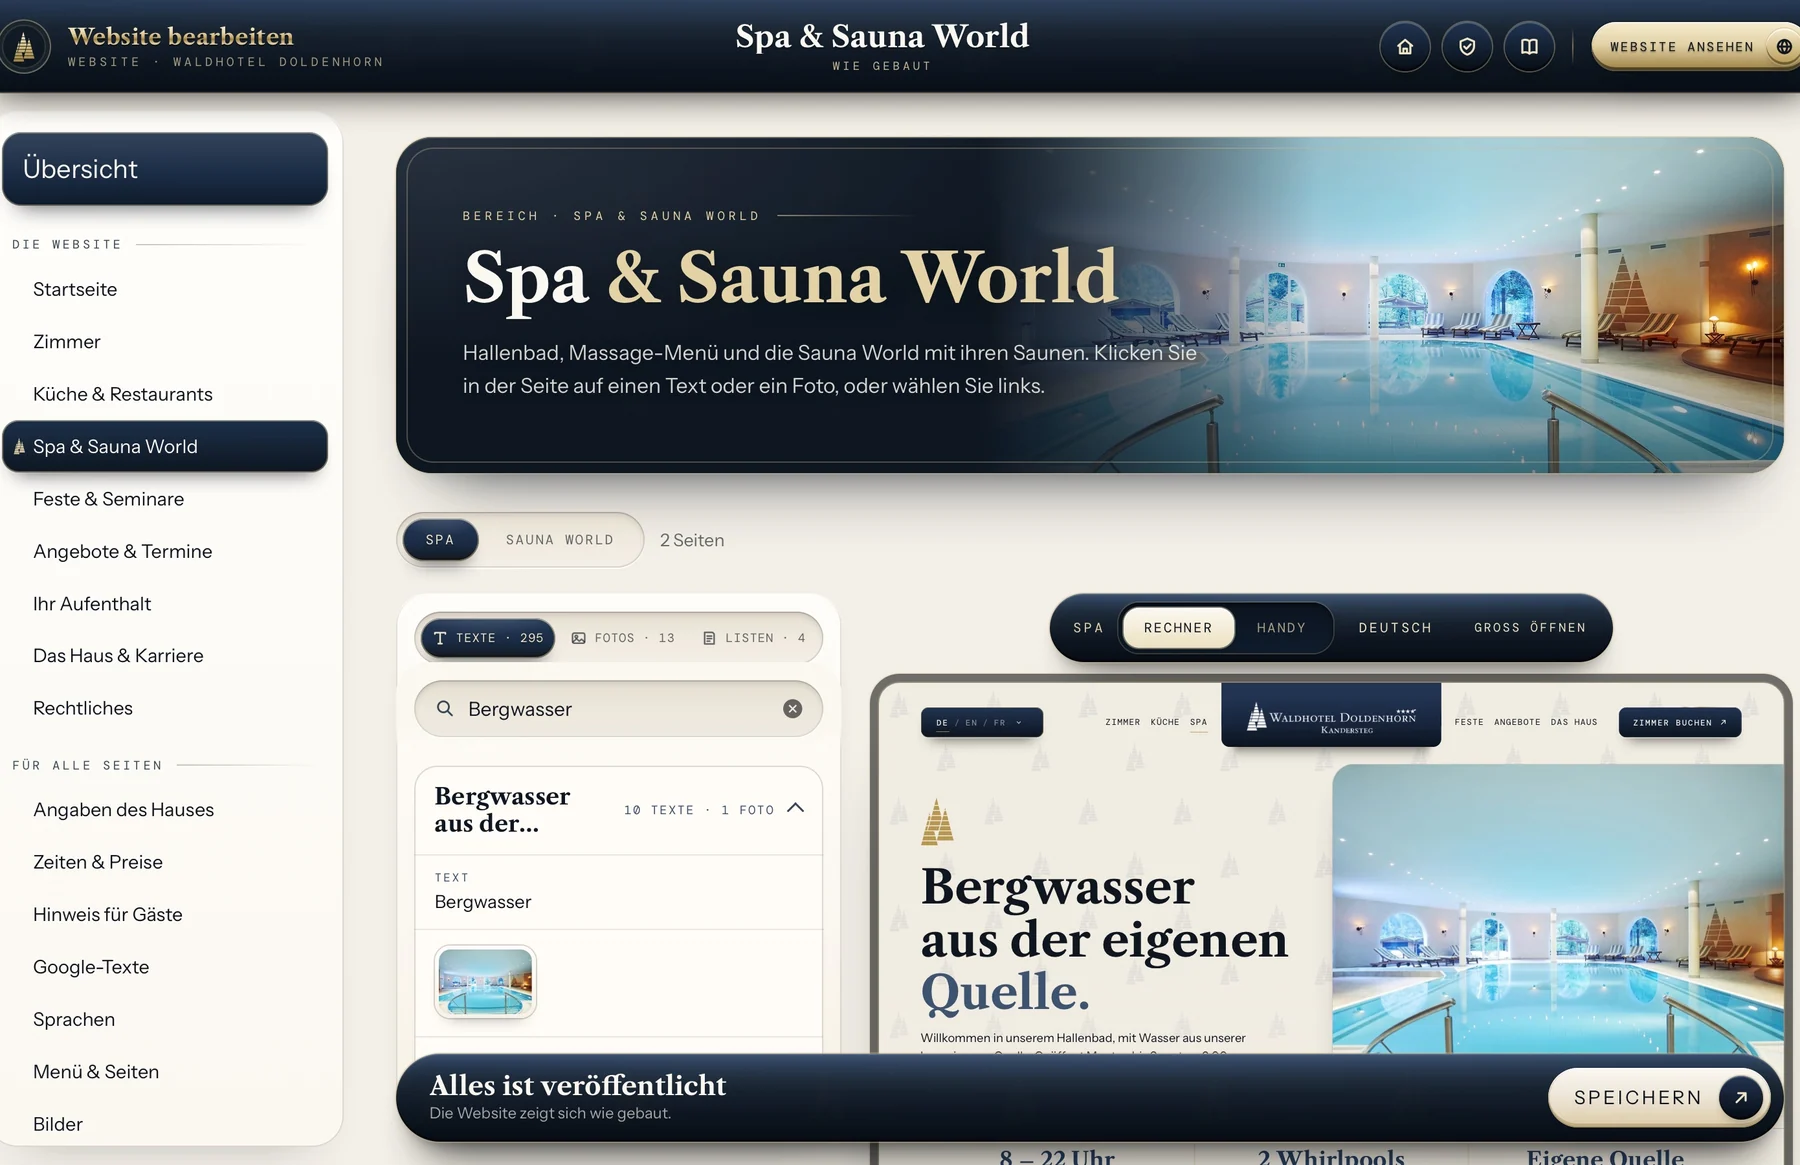 Website bearbeiten
WEBSITE · WALDHOTEL DOLDENHORN
Spa & Sauna World
WIE GEBAUT
WEBSITE ANSEHEN
Übersicht
DIE WEBSITE
Startseite
Zimmer
Küche & Restaurants
Spa & Sauna World
Feste & Seminare
Angebote & Termine
Ihr Aufenthalt
Das Haus & Karriere
Rechtliches
FÜR ALLE SEITEN
Angaben des Hauses
Zeiten & Preise
Hinweis für Gäste
Google-Texte
Sprachen
Menü & Seiten
Bilder
BEREICH · SPA & SAUNA WORLD
Spa & Sauna World
Hallenbad, Massage-Menü und die Sauna World mit ihren Saunen. Klicken Sie
in der Seite auf einen Text oder ein Foto, oder wählen Sie links.
SPA SAUNA WORLD 2 Seiten
TEXTE · 295 FOTOS · 13 LISTEN · 4
Bergwasser
Bergwasser
aus der...
10 TEXTE · 1 FOTO
TEXT
Bergwasser
SPA RECHNER HANDY DEUTSCH GROSS ÖFFNEN
DE / EN / FR
ZIMMER KÜCHE SPA
WALDHOTEL DOLDENHORN
KANDERSTEG
FESTE ANGEBOTE DAS HAUS
ZIMMER BUCHEN ↗
Bergwasser
aus der eigenen
Quelle.
Willkommen in unserem Hallenbad, mit Wasser aus unserer
Alles ist veröffentlicht
Die Website zeigt sich wie gebaut.
SPEICHERN
8 – 22 Uhr 2 Whirlpools Eigene Quelle